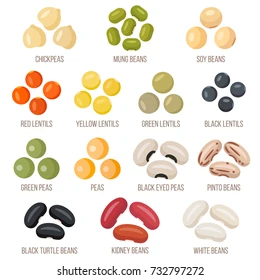 CHICKPEAS MUNG BEANS SOY BEANS
RED LENTILS YELLOW LENTILS GREEN LENTILS BLACK LENTILS
GREEN PEAS PEAS BLACK EYED PEAS PINTO BEANS
BLACK TURTLE BEANS KIDNEY BEANS WHITE BEANS
shutterstock.com · 732797272